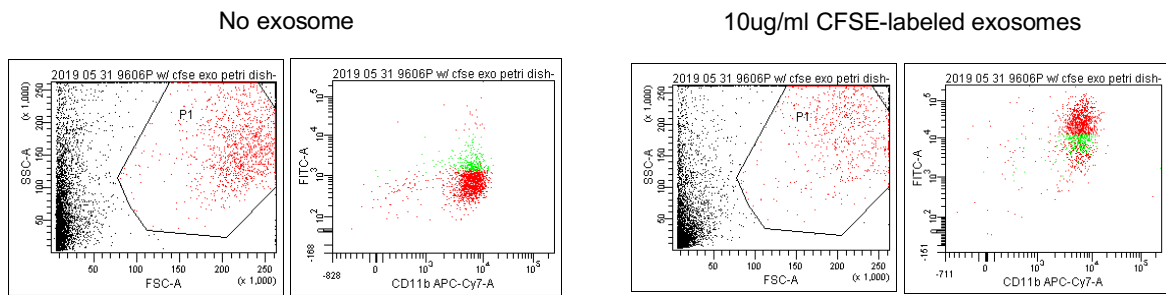 No exosome
10ug/ml CFSE-labeled exosomes
2019 05 31 9606P w/ cfse exo petri dish-
P1
SSC-A
(x 1,000)
50 100 150 200 250
50 100 150 200 250
(x 1,000)
FSC-A
2019 05 31 9606P w/ cfse exo petri dish-
FITC-A
-168
10^2 10^3 10^4 10^5
-828
0 10^3 10^4 10^5
CD11b APC-Cy7-A
2019 05 31 9606P w/ cfse exo petri dish-
P1
SSC-A
(x 1,000)
50 100 150 200 250
50 100 150 200 250
(x 1,000)
FSC-A
2019 05 31 9606P w/ cfse exo petri dish-
FITC-A
-151
10^2 10^3 10^4 10^5
-711
0 10^3 10^4 10^5
CD11b APC-Cy7-A